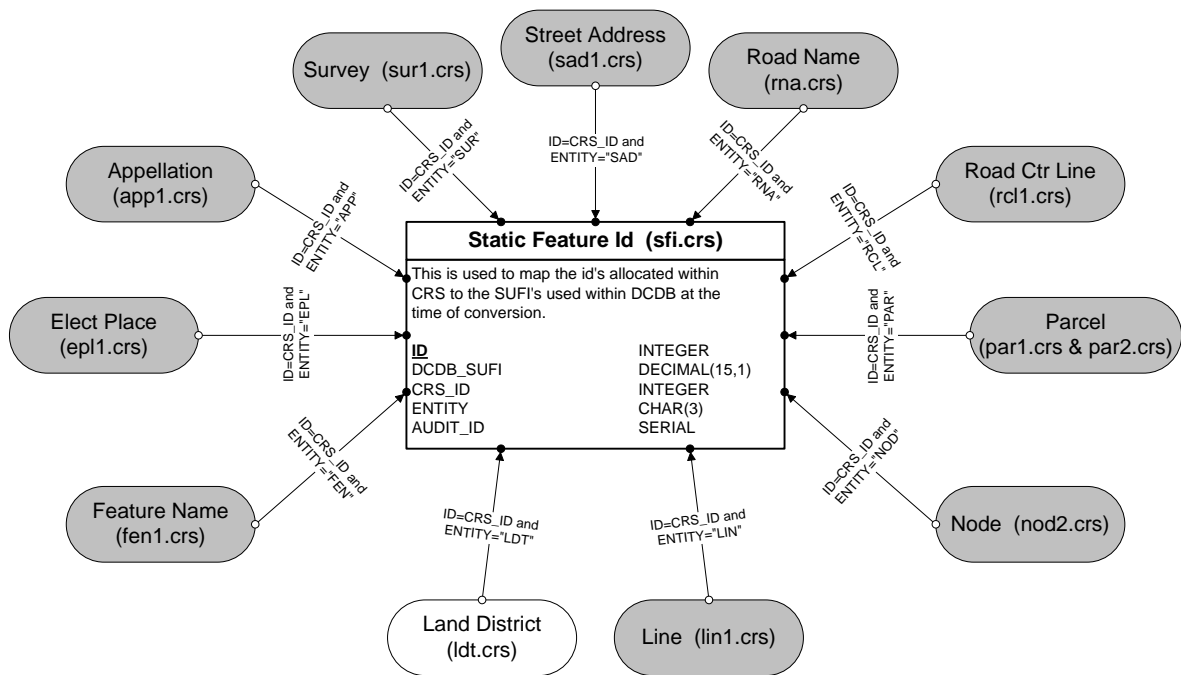 Street Address
(sad1.crs)
Survey  (sur1.crs)
Road Name
(rna.crs)
ID=CRS_ID and
ENTITY="SUR"
ID=CRS_ID and
ENTITY="SAD"
ID=CRS_ID and
ENTITY="RNA"
Appellation
(app1.crs)
ID=CRS_ID and
ENTITY="APP"
Road Ctr Line
(rcl1.crs)
ID=CRS_ID and
ENTITY="RCL"
Static Feature Id  (sfi.crs)
This is used to map the id's allocated within
CRS to the SUFI's used within DCDB at the
time of conversion.
Elect Place
(epl1.crs)
ID=CRS_ID and
ENTITY="EPL"
ID=CRS_ID and
ENTITY="PAR"
Parcel
(par1.crs & par2.crs)
ID INTEGER
DCDB_SUFI DECIMAL(15,1)
CRS_ID INTEGER
ENTITY CHAR(3)
AUDIT_ID SERIAL
ID=CRS_ID and
ENTITY="FEN"
ID=CRS_ID and
ENTITY="NOD"
Feature Name
(fen1.crs)
ID=CRS_ID and
ENTITY="LDT"
ID=CRS_ID and
ENTITY="LIN"
Node  (nod2.crs)
Land District
(ldt.crs)
Line  (lin1.crs)